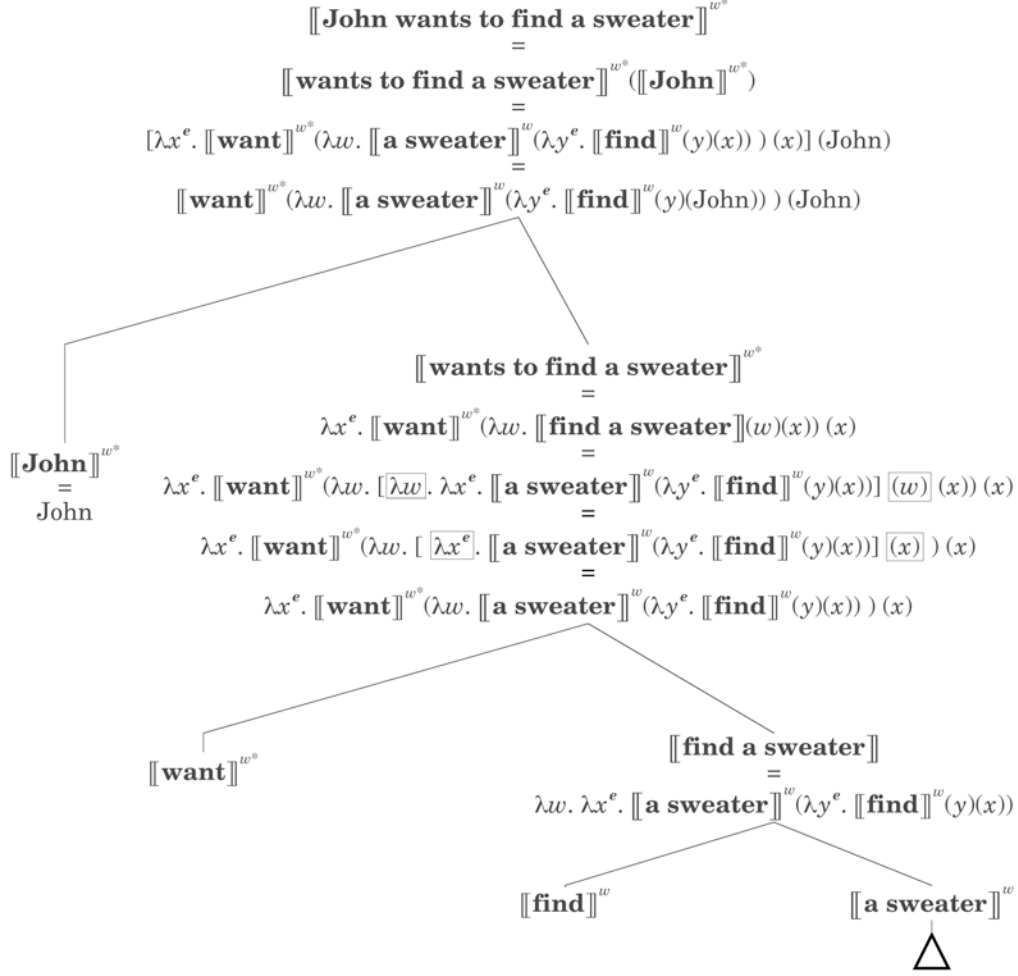 ⟦John wants to find a sweater⟧^w*
=
⟦wants to find a sweater⟧^w*(⟦John⟧^w*)
=
[λx^e. ⟦want⟧^w*(λw. ⟦a sweater⟧^w(λy^e. ⟦find⟧^w(y)(x)) ) (x)] (John)
=
⟦want⟧^w*(λw. ⟦a sweater⟧^w(λy^e. ⟦find⟧^w(y)(John)) ) (John)
⟦John⟧^w*
=
John
⟦wants to find a sweater⟧^w*
=
λx^e. ⟦want⟧^w*(λw. ⟦find a sweater⟧(w)(x)) (x)
=
λx^e. ⟦want⟧^w*(λw. [λw. λx^e. ⟦a sweater⟧^w(λy^e. ⟦find⟧^w(y)(x))] (w) (x)) (x)
=
λx^e. ⟦want⟧^w*(λw. [ λx^e. ⟦a sweater⟧^w(λy^e. ⟦find⟧^w(y)(x))] (x) ) (x)
=
λx^e. ⟦want⟧^w*(λw. ⟦a sweater⟧^w(λy^e. ⟦find⟧^w(y)(x)) ) (x)
⟦want⟧^w*
⟦find a sweater⟧
=
λw. λx^e. ⟦a sweater⟧^w(λy^e. ⟦find⟧^w(y)(x))
⟦find⟧^w
⟦a sweater⟧^w